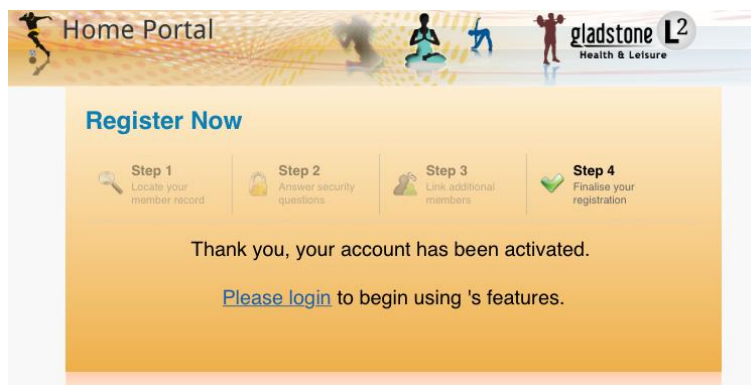 Home Portal
gladstone L2
Health & Leisure
Register Now
Step 1
Locate your
member record
Step 2
Answer security
questions
Step 3
Link additional
members
Step 4
Finalise your
registration
Thank you, your account has been activated.
Please login to begin using 's features.